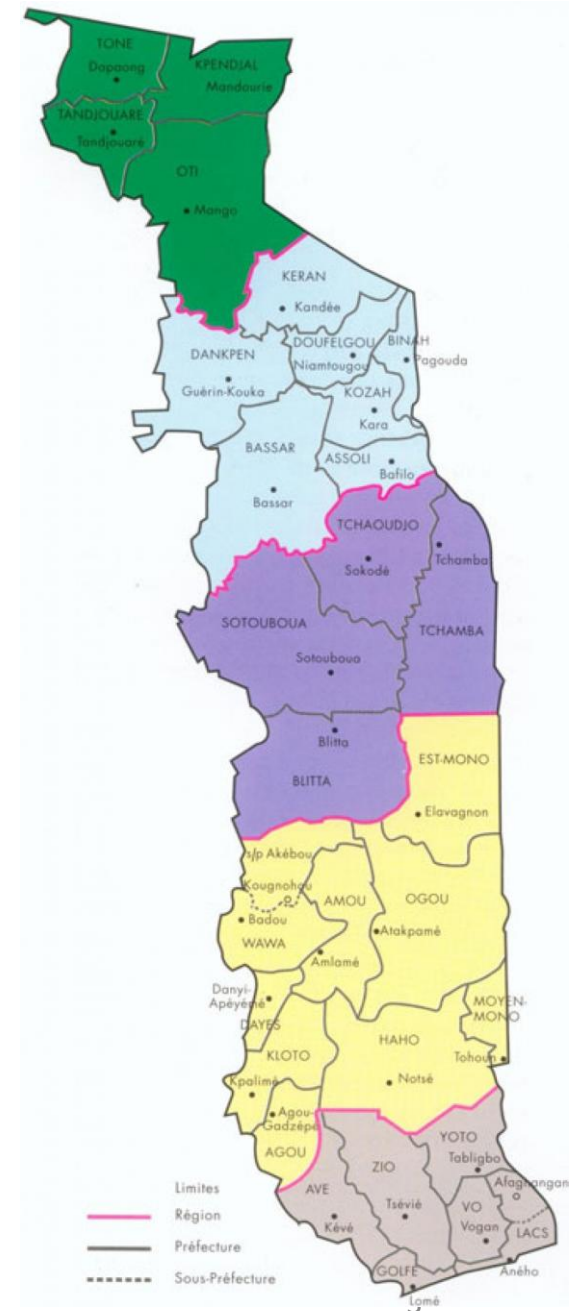 TONE
Dapaong
KPENDJAL
Mandourie
TANDJOUARE
Tandjouaré
OTI
Mango
KERAN
Kandée
DANKPEN
Guérin-Kouka
DOUFELGOU
Niamtougou
BINAH
Pagouda
KOZAH
Kara
BASSAR
Bassar
ASSOLI
Bafilo
TCHAOUDJO
Sokodé
Tchamba
TCHAMBA
SOTOUBOUA
Sotouboua
Blitta
BLITTA
EST-MONO
Elavagnon
s/p Akébou
Kougnohou
Badou
WAWA
AMOU
Amlamé
OGOU
Atakpamé
Danyi-
Apéyémé
DAYES
KLOTO
Kpalimé
Agou-
Gadzépé
AGOU
HAHO
Notsé
MOYEN-
MONO
Tohoun
YOTO
Tabligbo
ZIO
Tsévié
AVE
Kévé
VO
Vogan
Afagnangan
LACS
Aného
GOLFE
Lomé
Limites
Région
Préfecture
Sous-Préfecture